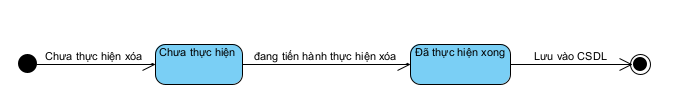 Chưa thực hiện xóa
Chưa thực hiện
đang tiến hành thực hiện xóa
Đã thực hiện xong
Lưu vào CSDL